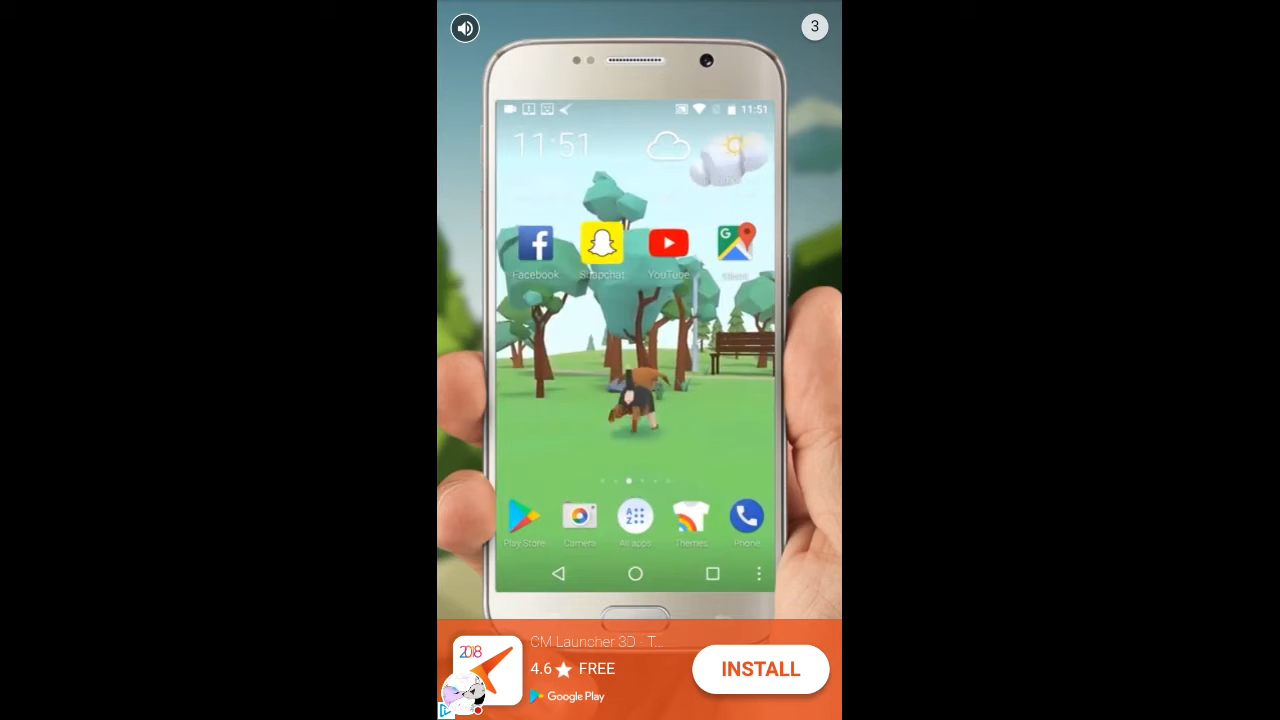 3
11:51
11:51
Facebook
Snapchat
YouTube
G
Play Store
Camera
A
Z
All apps
Themes
Phone
2018
CM Launcher 3D - T...
4.6 FREE
Google Play
INSTALL